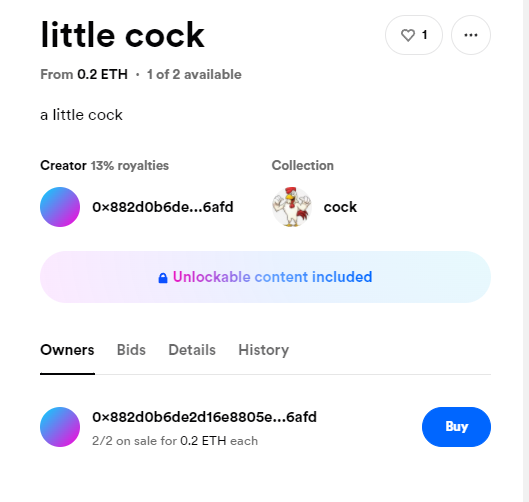 little cock
1
From 0.2 ETH · 1 of 2 available
a little cock
Creator 13% royalties
Collection
0x882d0b6de...6afd
cock
Unlockable content included
Owners Bids Details History
0x882d0b6de2d16e8805e...6afd
2/2 on sale for 0.2 ETH each
Buy